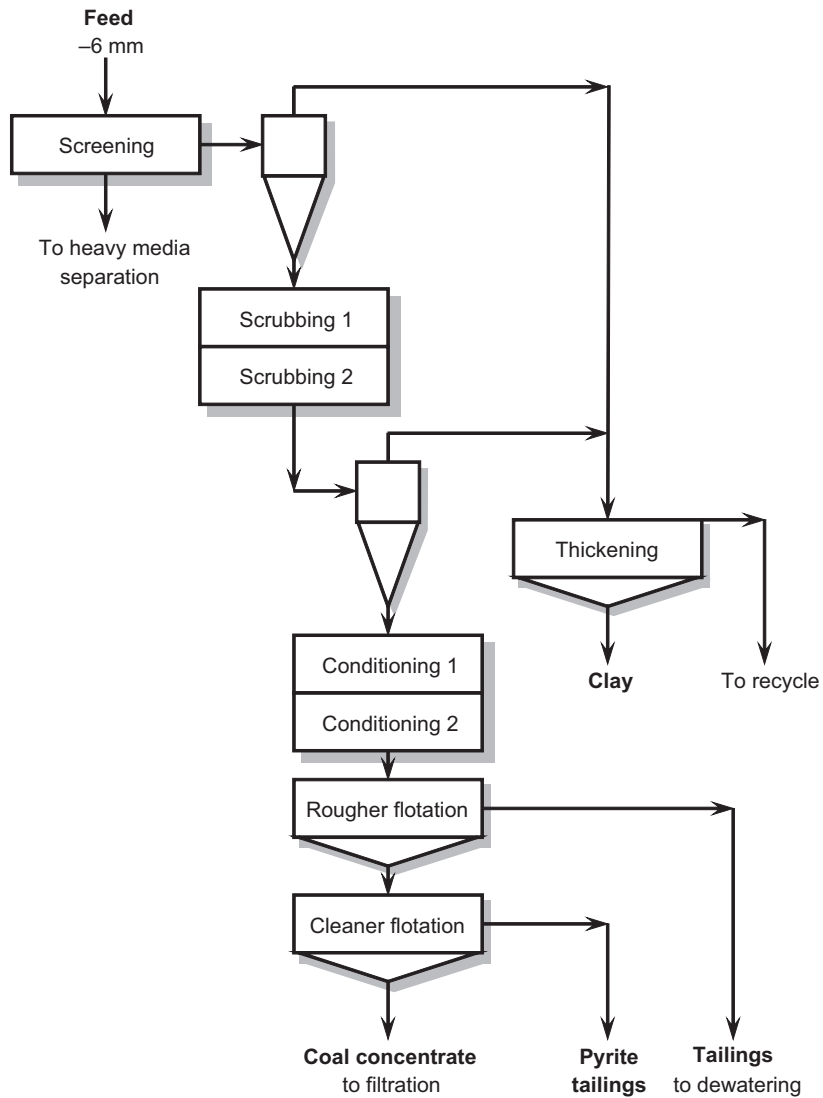 Feed
–6 mm
Screening
To heavy media
separation
Scrubbing 1
Scrubbing 2
Thickening
Clay
To recycle
Conditioning 1
Conditioning 2
Rougher flotation
Cleaner flotation
Coal concentrate
to filtration
Pyrite
tailings
Tailings
to dewatering